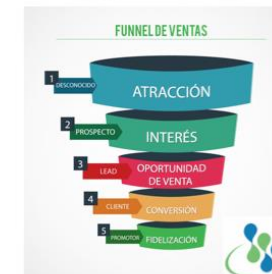 FUNNEL DE VENTAS
1
DESCONOCIDO
ATRACCIÓN
2
PROSPECTO
INTERÉS
3
LEAD
OPORTUNIDAD
DE VENTA
4
CLIENTE
CONVERSIÓN
5
PROMOTOR
FIDELIZACIÓN